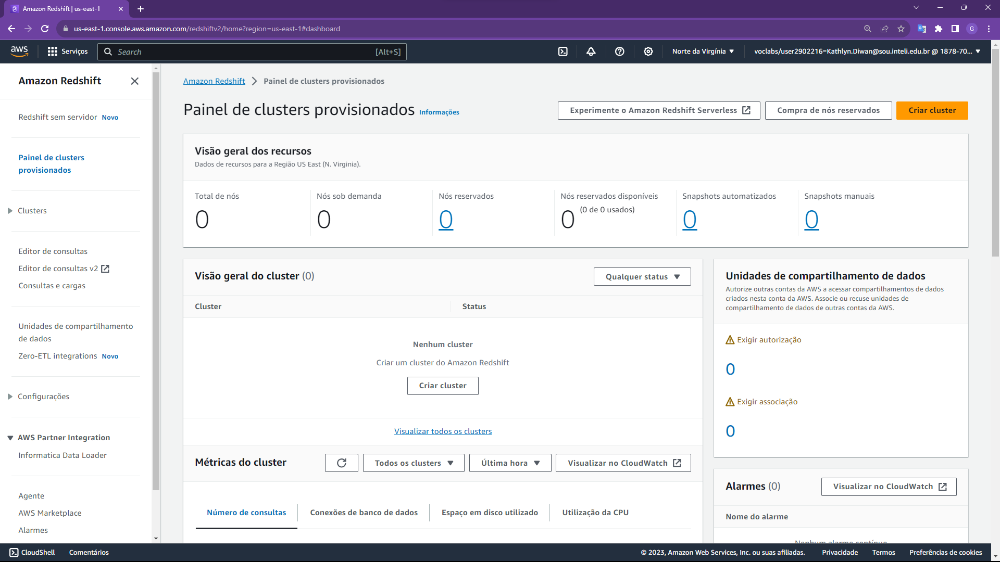 Amazon Redshift | us-east-1
us-east-1.console.aws.amazon.com/redshiftv2/home?region=us-east-1#dashboard
G
aws
Serviços
Search
[Alt+S]
Norte da Virgínia
voclabs/user2902216=Kathlyn.Diwan@sou.inteli.edu.br @ 1878-70...
Amazon Redshift
Redshift sem servidor Novo
Painel de clusters
provisionados
Clusters
Editor de consultas
Editor de consultas v2
Consultas e cargas
Unidades de compartilhamento
de dados
Zero-ETL integrations Novo
Configurações
AWS Partner Integration
Informatica Data Loader
Agente
AWS Marketplace
Alarmes
Amazon Redshift > Painel de clusters provisionados
Painel de clusters provisionados Informações
Experimente o Amazon Redshift Serverless
Compra de nós reservados
Criar cluster
Visão geral dos recursos
Dados de recursos para a Região US East (N. Virginia).
Total de nós
0
Nós sob demanda
0
Nós reservados
0
Nós reservados disponíveis
0 (0 de 0 usados)
Snapshots automatizados
0
Snapshots manuais
0
Visão geral do cluster (0)
Qualquer status
Cluster
Status
Nenhum cluster
Criar um cluster do Amazon Redshift
Criar cluster
Visualizar todos os clusters
Métricas do cluster
Todos os clusters
Última hora
Visualizar no CloudWatch
Número de consultas
Conexões de banco de dados
Espaço em disco utilizado
Utilização da CPU
Unidades de compartilhamento de dados
Autorize outras contas da AWS a acessar compartilhamentos de dados
criados nesta conta da AWS. Associe ou recuse unidades de
compartilhamento de dados de outras contas da AWS.
Exigir autorização
0
Exigir associação
0
Alarmes (0)
Visualizar no CloudWatch
Nome do alarme
Nenhum alarme contínuo
CloudShell
Comentários
© 2023, Amazon Web Services, Inc. ou suas afiliadas.
Privacidade
Termos
Preferências de cookies